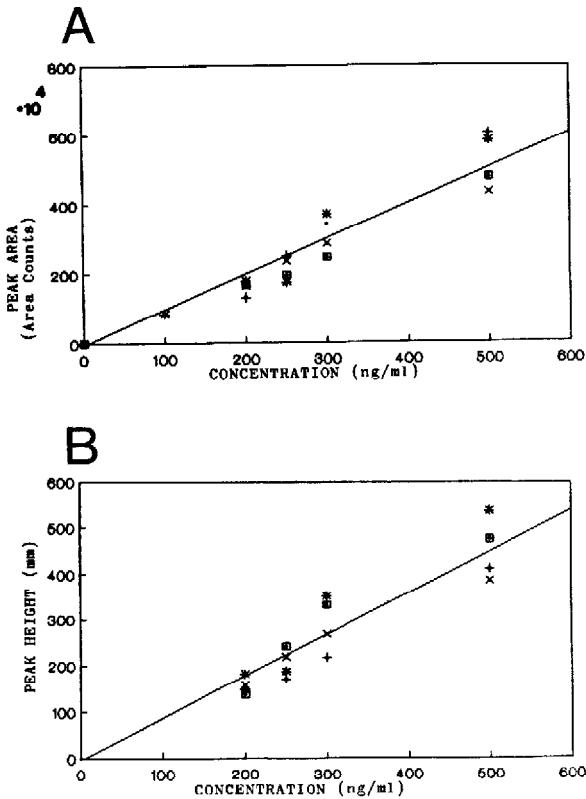 A
*10 4
800
600
400
200
0
PEAK AREA
(Area Counts)
0 100 200 300 400 500 600
CONCENTRATION (ng/ml)
B
600
500
400
300
200
100
0
PEAK HEIGHT (mm)
0 100 200 300 400 500 600
CONCENTRATION (ng/ml)